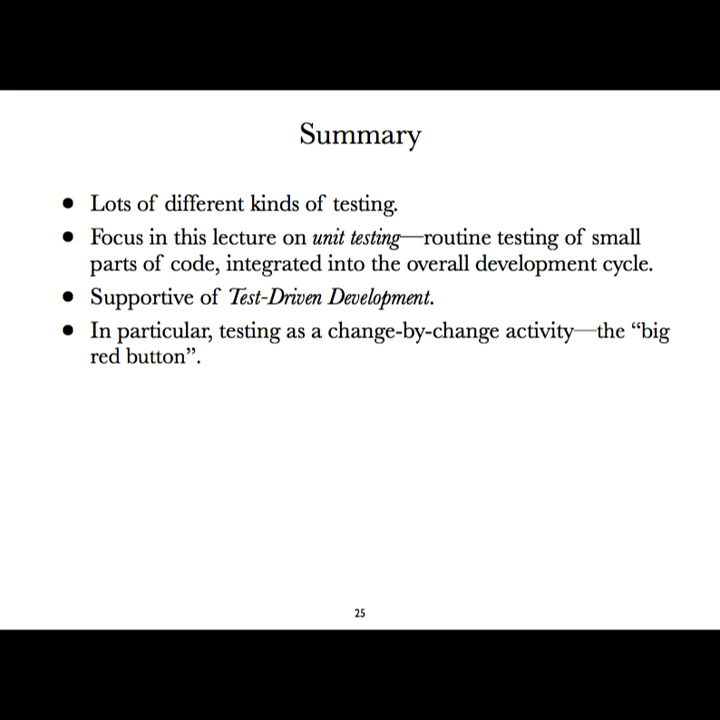 Summary
• Lots of different kinds of testing.
• Focus in this lecture on unit testing—routine testing of small
parts of code, integrated into the overall development cycle.
• Supportive of Test-Driven Development.
• In particular, testing as a change-by-change activity—the “big
red button”.
25